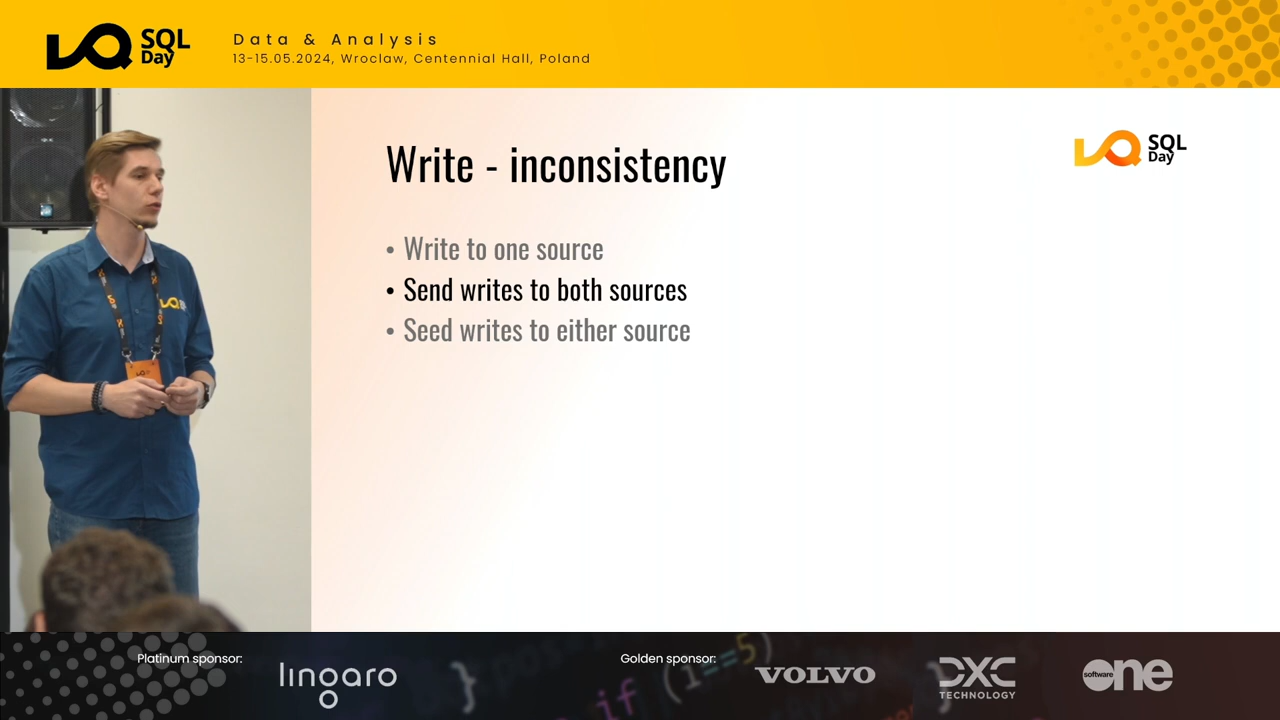 SQL
Day
Data & Analysis
13-15.05.2024, Wroclaw, Centennial Hall, Poland
SQL
Day
Write - inconsistency
• Write to one source
• Send writes to both sources
• Seed writes to either source
Platinum sponsor:
lingaro
Golden sponsor:
VOLVO
DXC
TECHNOLOGY
software one
if (i==5)
}